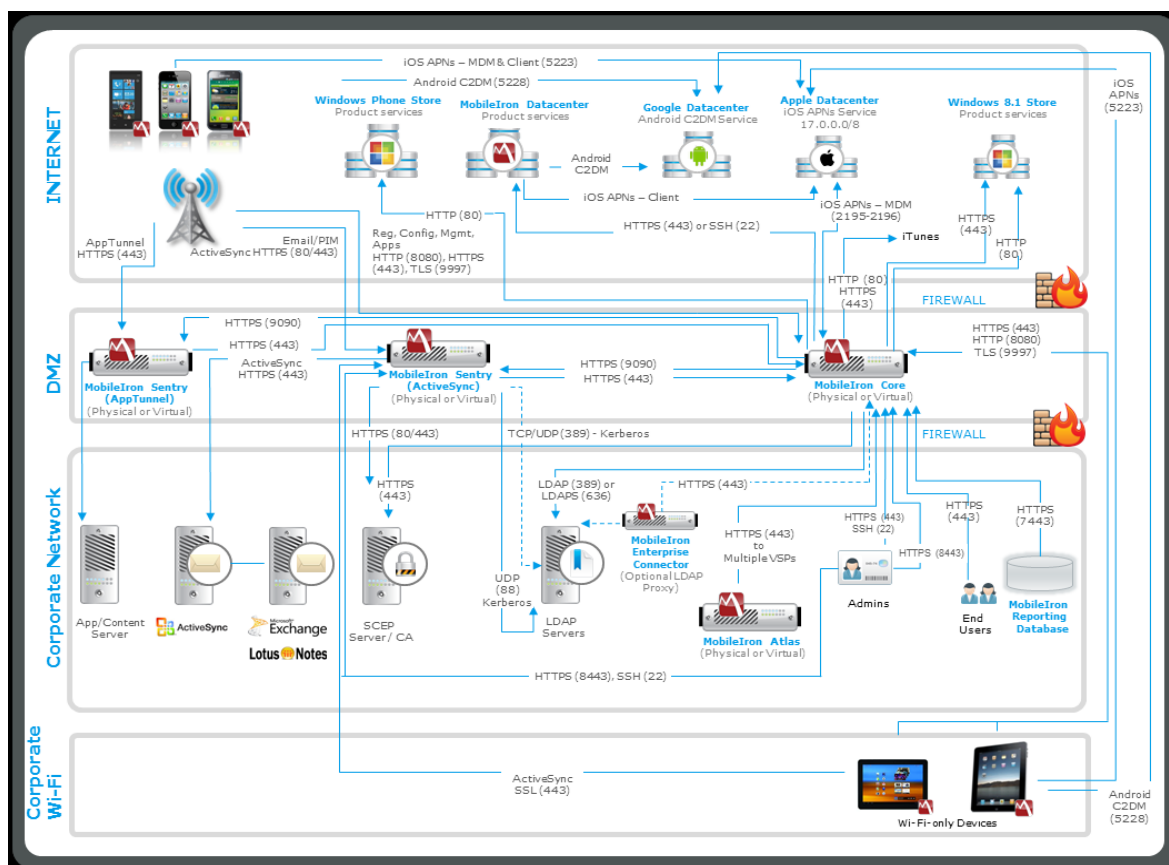 iOS APNs – MDM & Client (5223)
Android C2DM (5228)
iOS
APNs
(5223)
Windows Phone Store
Product services
MobileIron Datacenter
Product services
Google Datacenter
Android C2DM Service
Apple Datacenter
iOS APNs Service
17.0.0.0/8
Windows 8.1 Store
Product services
INTERNET
Android
C2DM
iOS APNs – Client
iOS APNs – MDM
(2195-2196)
HTTP (80)
HTTPS (443) or SSH (22)
HTTPS
(443)
HTTP
(80)
iTunes
AppTunnel
HTTPS (443)
Email/PIM
ActiveSync HTTPS (80/443)
Reg, Config, Mgmt,
Apps
HTTP (8080), HTTPS
(443), TLS (9997)
HTTP (80)
HTTPS
(443)
FIREWALL
DMZ
HTTPS (9090)
HTTPS (443)
ActiveSync
HTTPS (443)
HTTPS (9090)
HTTPS (443)
HTTPS (443)
HTTP (8080)
TLS (9997)
MobileIron Sentry
(AppTunnel)
(Physical or Virtual)
MobileIron Sentry
(ActiveSync)
(Physical or Virtual)
MobileIron Core
(Physical or Virtual)
HTTPS (80/443)
TCP/UDP (389) - Kerberos
FIREWALL
Corporate Network
HTTPS
(443)
LDAP (389) or
LDAPS (636)
HTTPS (443)
HTTPS (443)
to
Multiple VSPs
HTTPS (443)
SSH (22)
HTTPS (8443)
HTTPS
(443)
HTTPS
(7443)
MobileIron
Enterprise
Connector
(Optional LDAP
Proxy)
UDP
(88)
Kerberos
App/Content
Server
ActiveSync
Microsoft
Exchange
Lotus Notes
SCEP
Server / CA
LDAP
Servers
MobileIron Atlas
(Physical or Virtual)
Admins
End
Users
MobileIron
Reporting
Database
HTTPS (8443), SSH (22)
Corporate
Wi-Fi
ActiveSync
SSL (443)
Wi-Fi-only Devices
Android
C2DM
(5228)